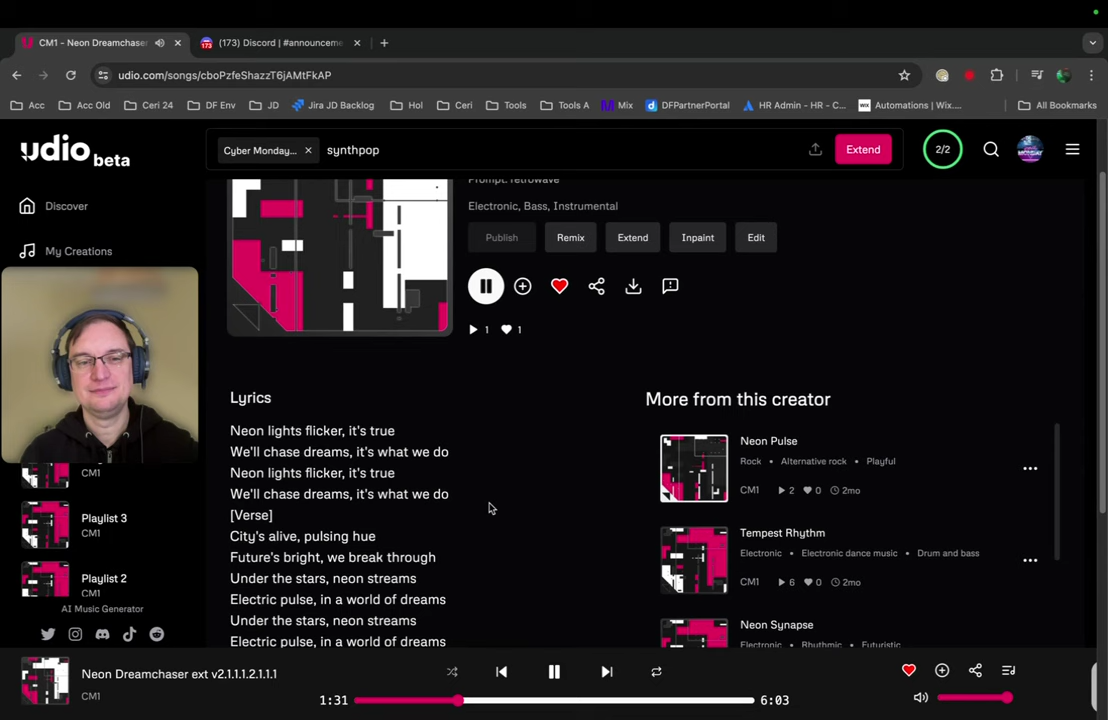 CM1 - Neon Dreamchaser
(173) Discord | #announceme
udio.com/songs/cboPzfeShazzT6jAMtFkAP
Acc
Acc Old
Ceri 24
DF Env
JD
Jira JD Backlog
Hol
Ceri
Tools
Tools A
Mix
DFPartnerPortal
HR Admin - HR - C...
Automations | Wix....
All Bookmarks
udio beta
Cyber Monday...
synthpop
Extend
2/2
Discover
My Creations
Prompt: retrowave
Electronic, Bass, Instrumental
Publish
Remix
Extend
Inpaint
Edit
1
1
Lyrics
Neon lights flicker, it's true
We'll chase dreams, it's what we do
Neon lights flicker, it's true
We'll chase dreams, it's what we do
[Verse]
City's alive, pulsing hue
Future's bright, we break through
Under the stars, neon streams
Electric pulse, in a world of dreams
Under the stars, neon streams
Electric pulse, in a world of dreams
More from this creator
Neon Pulse
Rock • Alternative rock • Playful
CM1 2 0 2mo
Tempest Rhythm
Electronic • Electronic dance music • Drum and bass
CM1 6 0 2mo
Neon Synapse
Electronic • Rhythmic • Futuristic
CM1
Playlist 3
CM1
Playlist 2
CM1
AI Music Generator
Neon Dreamchaser ext v2.1.1.1.2.1.1.1
CM1
1:31
6:03